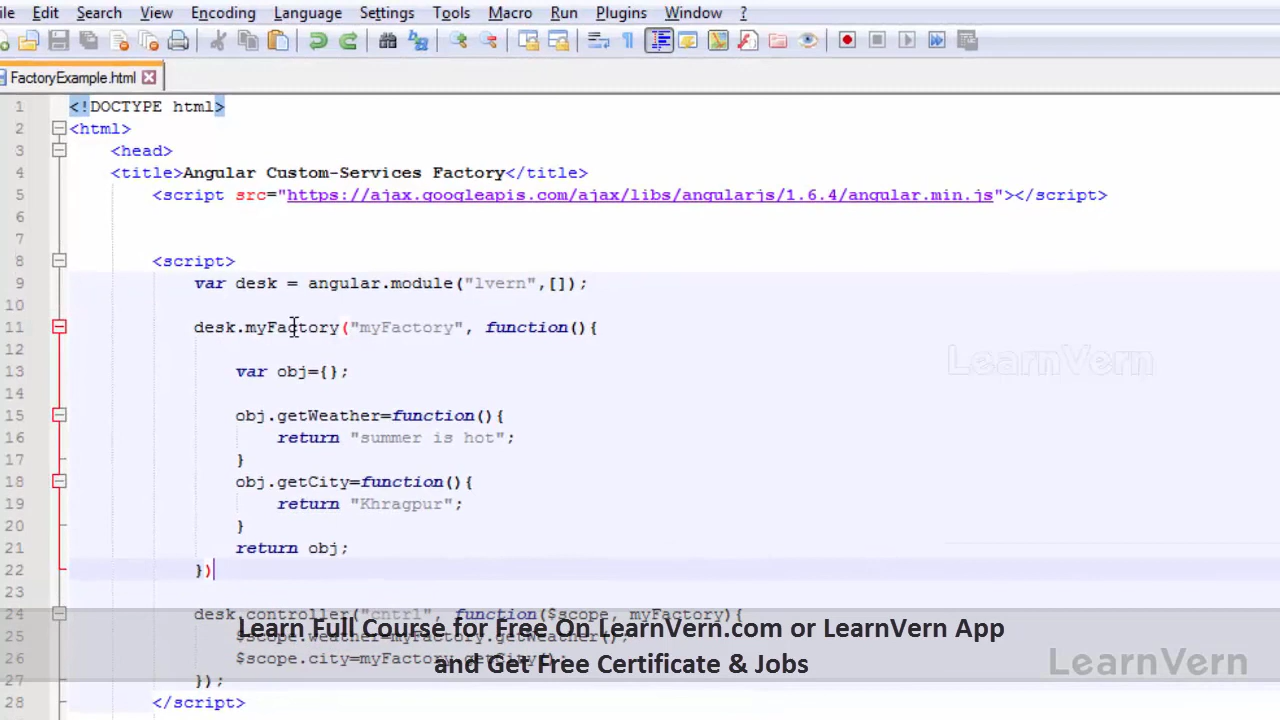 ile Edit Search View Encoding Language Settings Tools Macro Run Plugins Window ?
FactoryExample.html
1 <!DOCTYPE html>
2 <html>
3 <head>
4 <title>Angular Custom-Services Factory</title>
5 <script src="https://ajax.googleapis.com/ajax/libs/angularjs/1.6.4/angular.min.js"></script>
6
7
8 <script>
9 var desk = angular.module("lvern",[]);
10
11 desk.myFactory("myFactory", function(){
12
13 var obj={};
14
15 obj.getWeather=function(){
16 return "summer is hot";
17 }
18 obj.getCity=function(){
19 return "Khragpur";
20 }
21 return obj;
22 })
23
24 desk.controller("cntrl", function($scope, myFactory){
25 $scope.weather=myFactory.getWeather();
26 $scope.city=myFactory.getCity();
27 });
28 </script>
LearnVern
Learn Full Course for Free On LearnVern.com or LearnVern App
and Get Free Certificate & Jobs
LearnVern